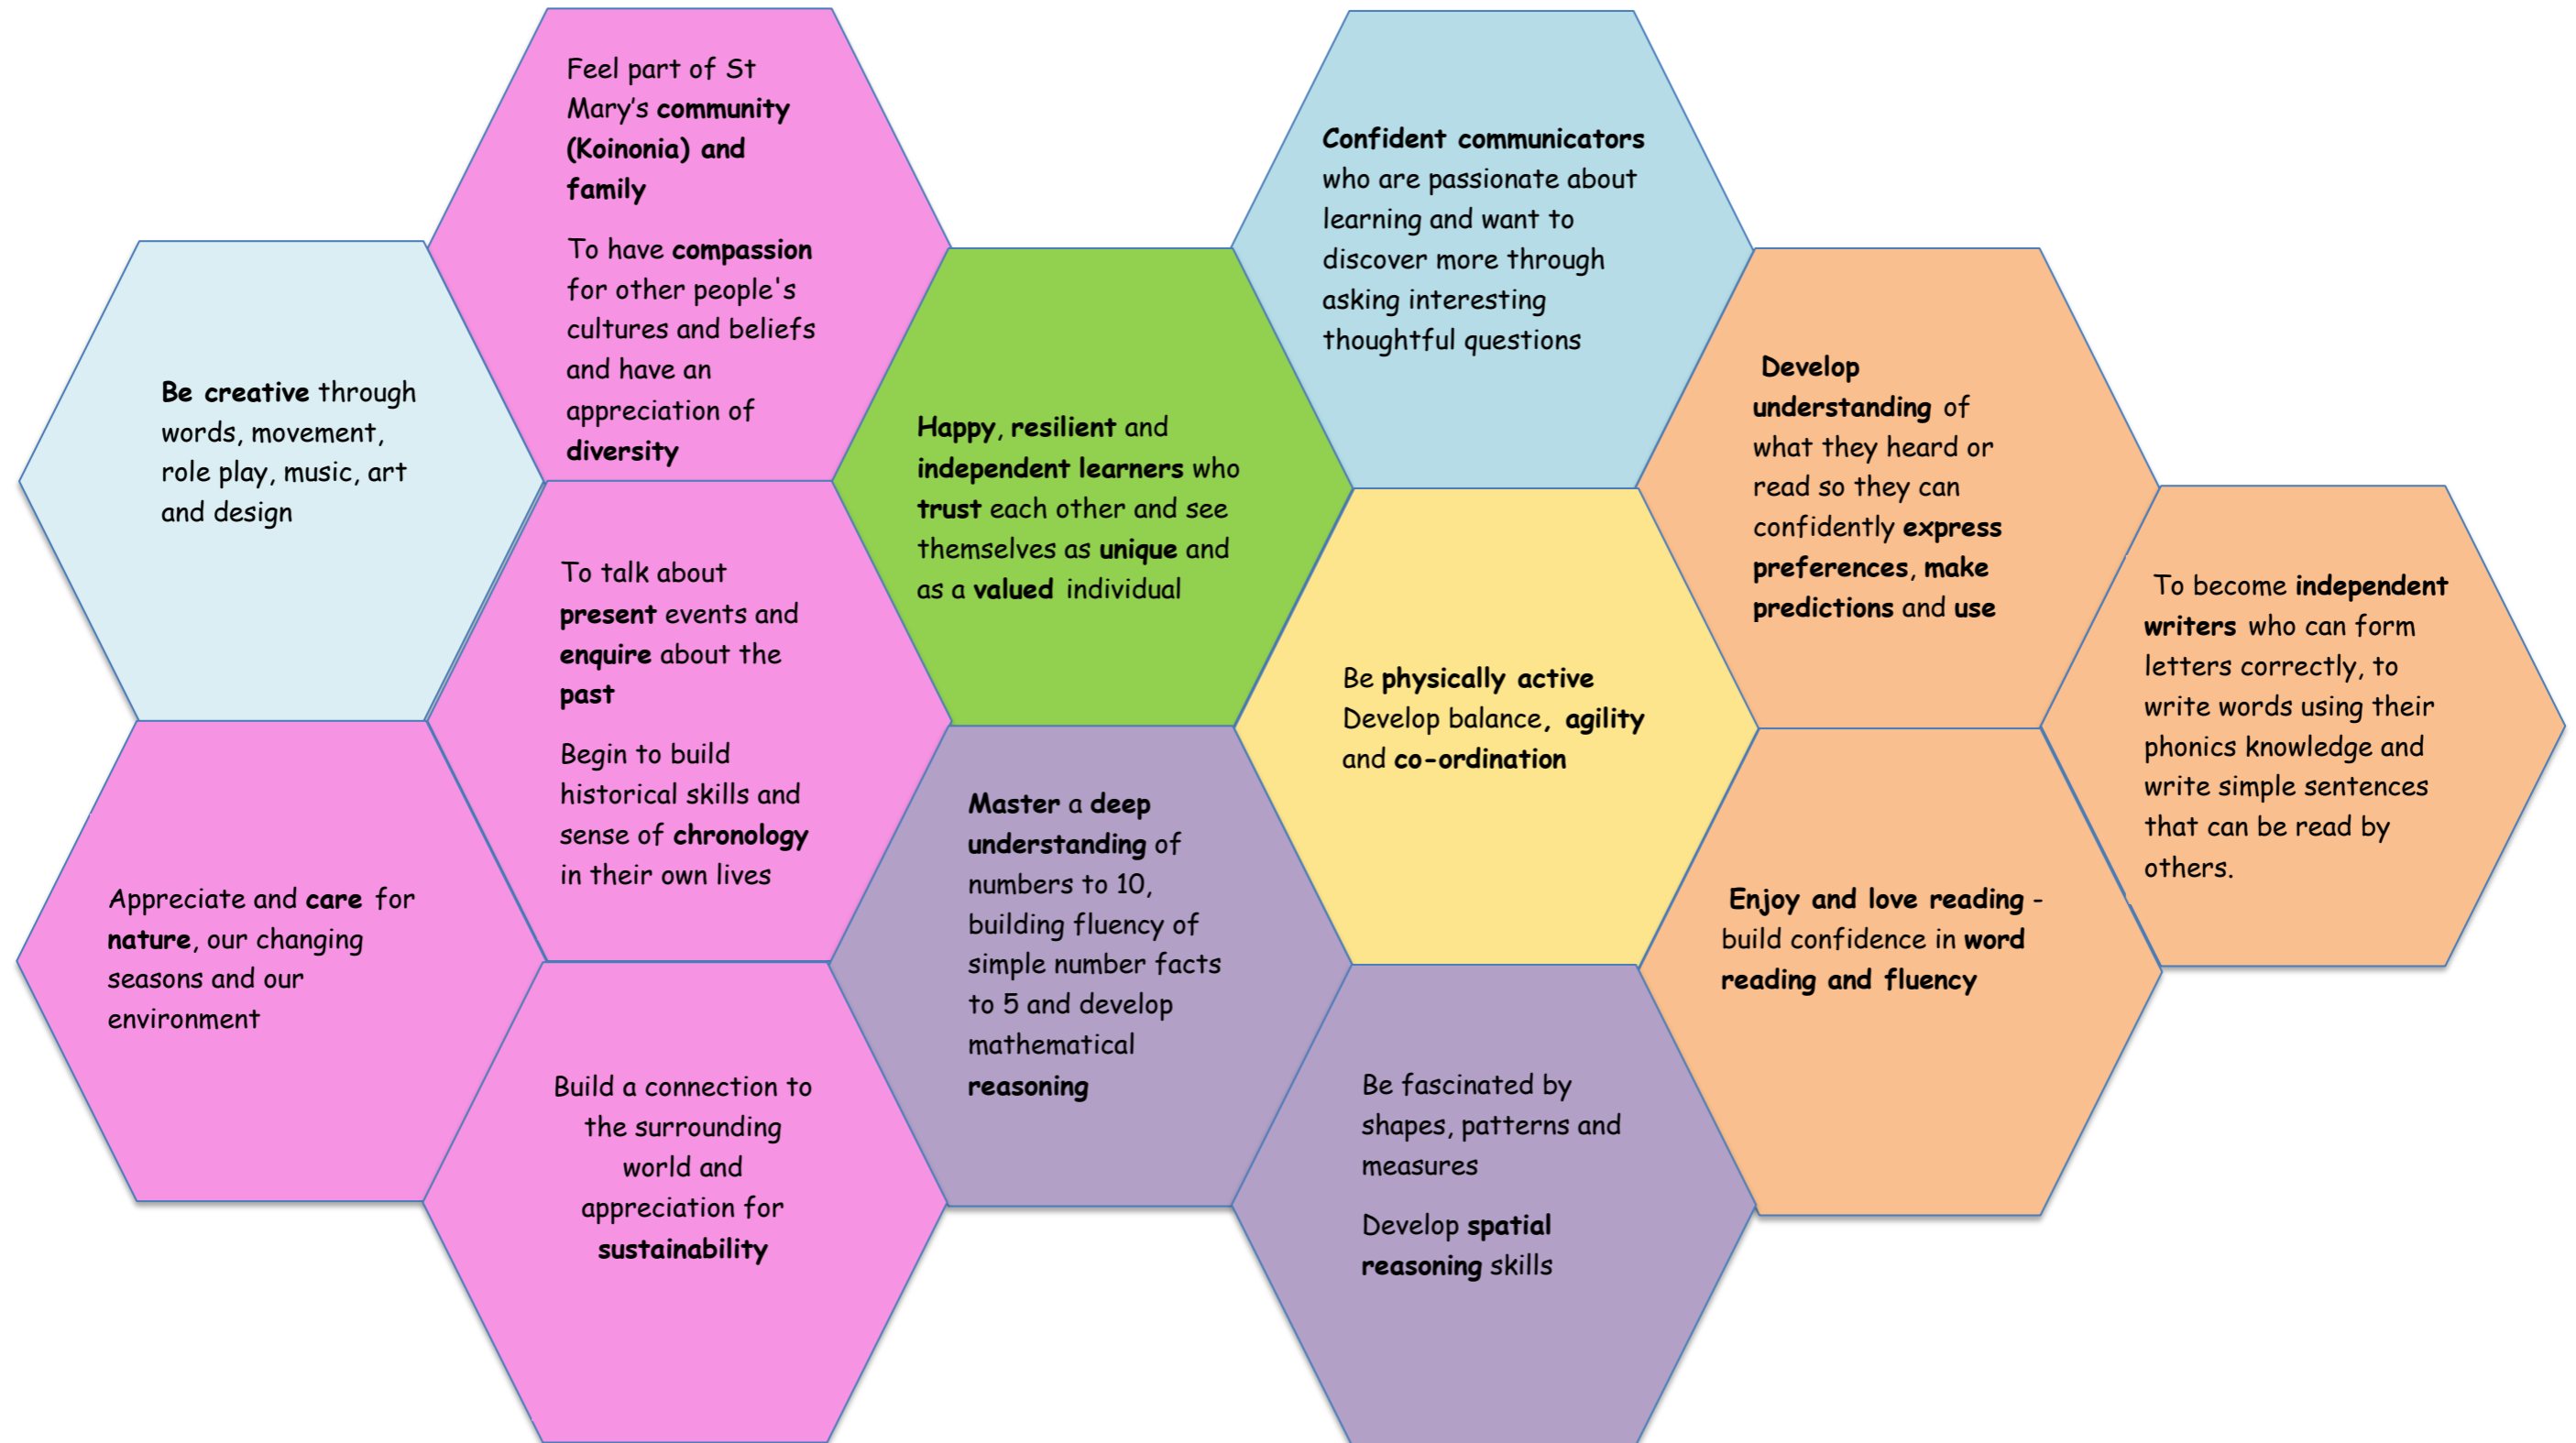 Feel part of St
Mary's community
(Koinonia) and
family
To have compassion
for other people's
cultures and beliefs
and have an
appreciation of
diversity
Confident communicators
who are passionate about
learning and want to
discover more through
asking interesting
thoughtful questions
Be creative through
words, movement,
role play, music, art
and design
Happy, resilient and
independent learners who
trust each other and see
themselves as unique and
as a valued individual
Develop
understanding of
what they heard or
read so they can
confidently express
preferences, make
predictions and use
To talk about
present events and
enquire about the
past
Begin to build
historical skills and
sense of chronology
in their own lives
Be physically active
Develop balance, agility
and co-ordination
To become independent
writers who can form
letters correctly, to
write words using their
phonics knowledge and
write simple sentences
that can be read by
others.
Appreciate and care for
nature, our changing
seasons and our
environment
Master a deep
understanding of
numbers to 10,
building fluency of
simple number facts
to 5 and develop
mathematical
reasoning
Enjoy and love reading -
build confidence in word
reading and fluency
Build a connection to
the surrounding
world and
appreciation for
sustainability
Be fascinated by
shapes, patterns and
measures
Develop spatial
reasoning skills